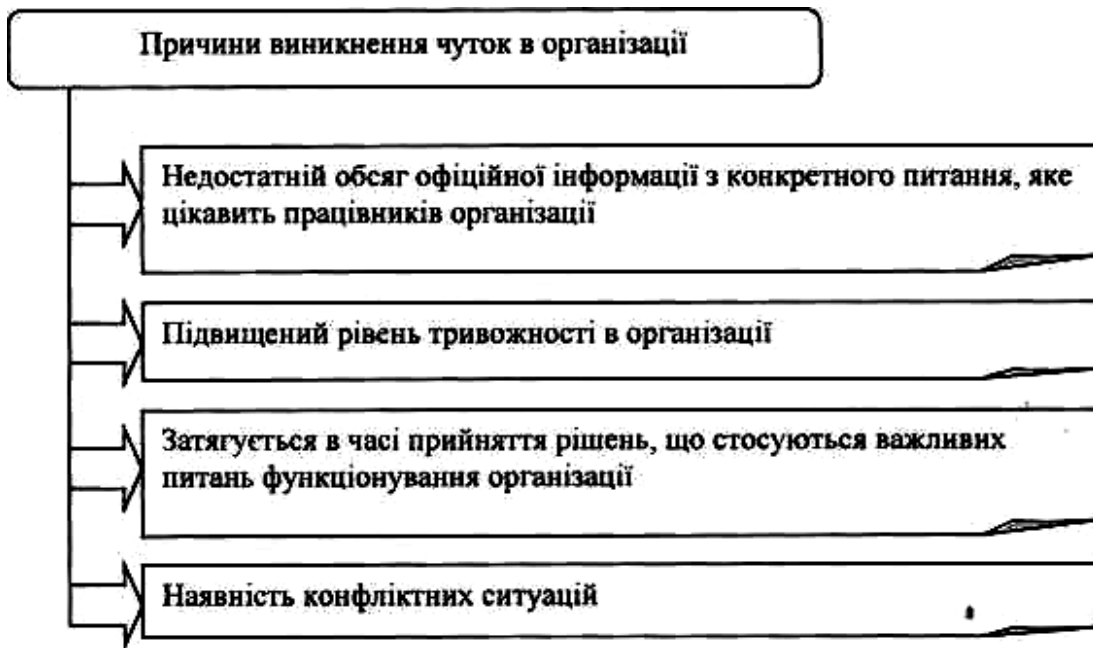 Причини виникнення чуток в організації
Недостатній обсяг офіційної інформації з конкретного питання, яке
цікавить працівників організації
Підвищений рівень тривожності в організації
Затягується в часі прийняття рішень, що стосуються важливих
питань функціонування організації
Наявність конфліктних ситуацій